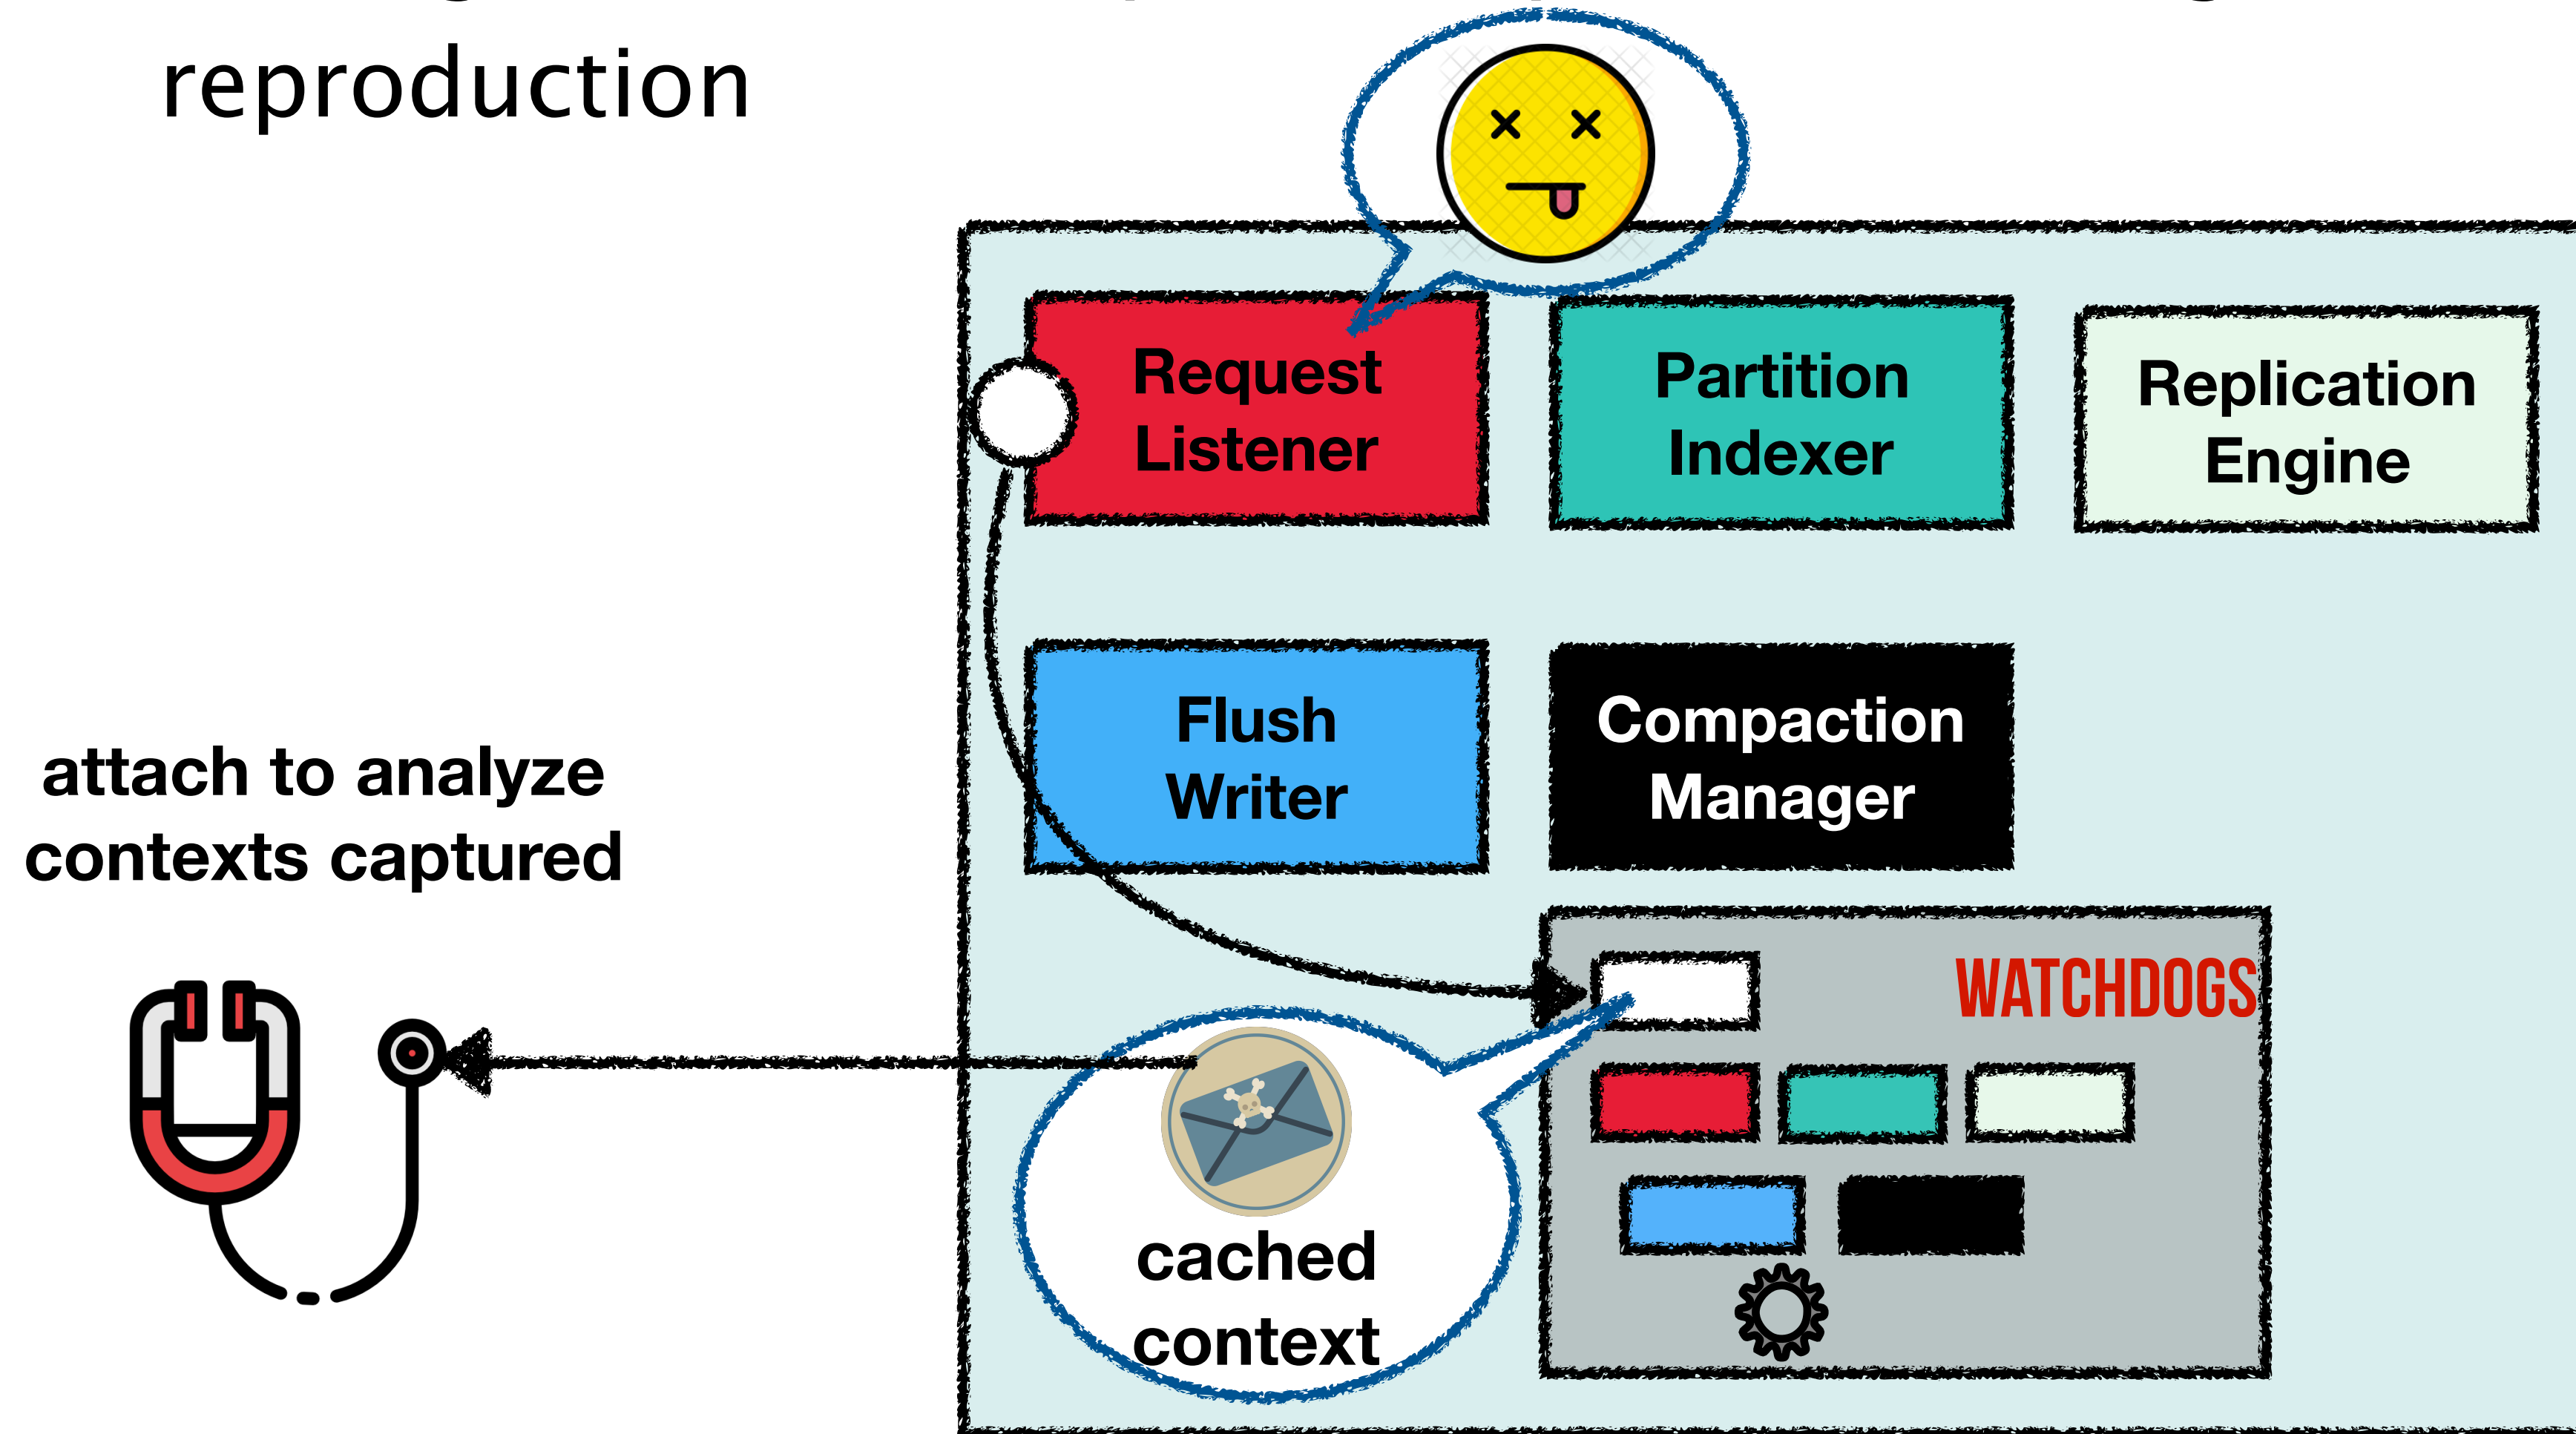 reproduction
Request
Listener
Partition
Indexer
Replication
Engine
Flush
Writer
Compaction
Manager
attach to analyze
contexts captured
WATCHDOGS
cached
context